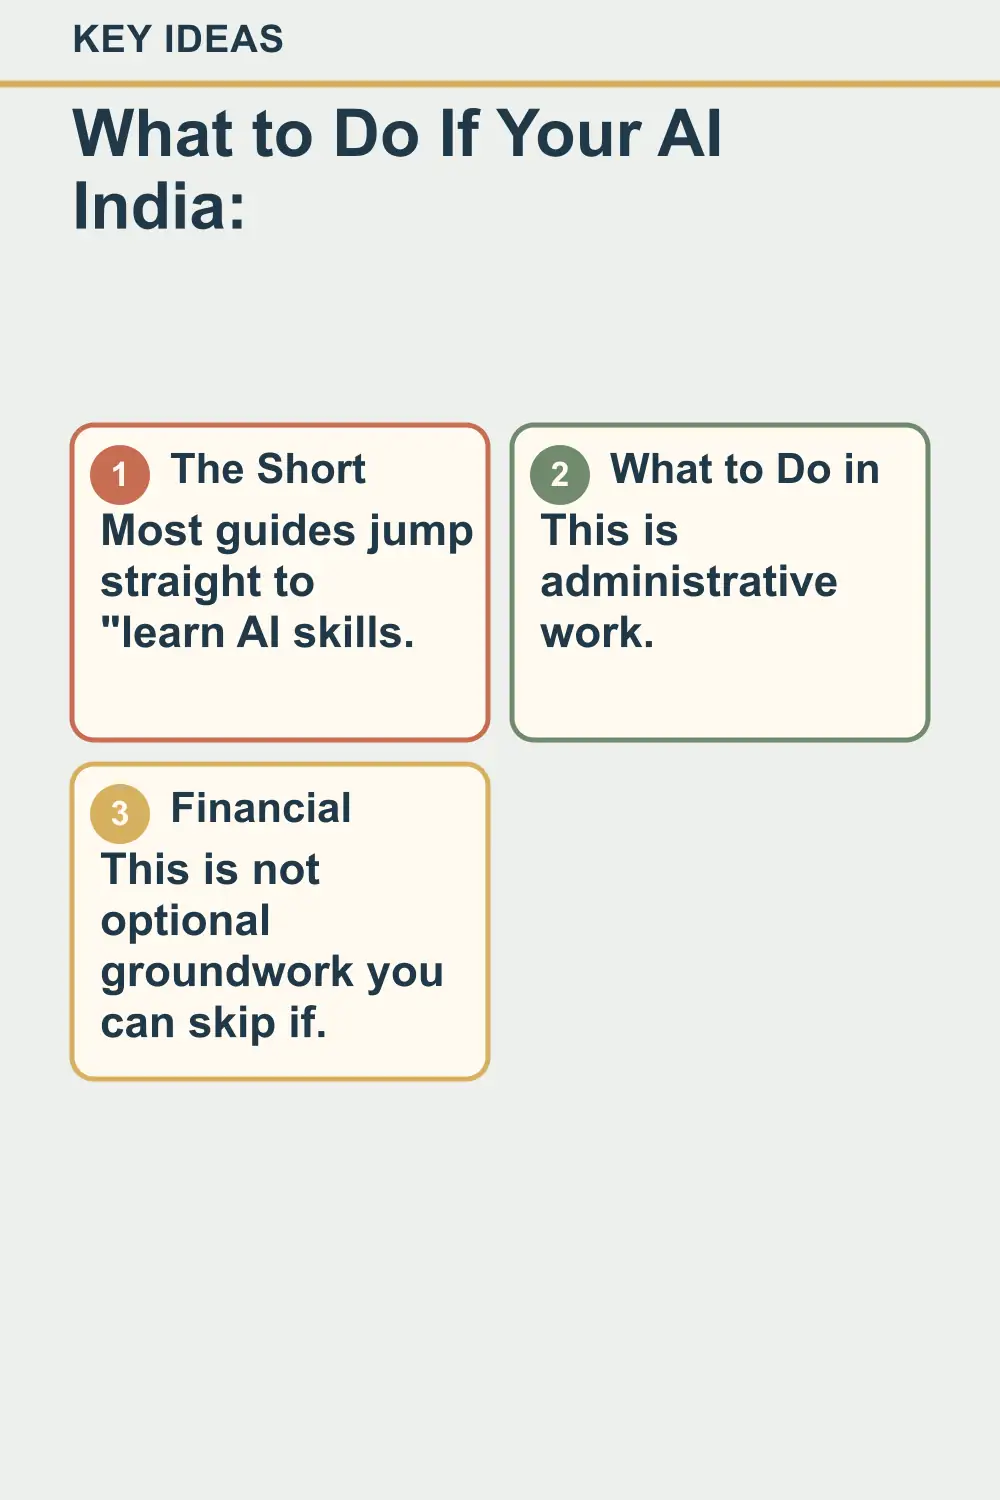 KEY IDEAS
What to Do If Your AI
India:
1 The Short
Most guides jump
straight to
"learn AI skills.
2 What to Do in
This is
administrative
work.
3 Financial
This is not
optional
groundwork you
can skip if.